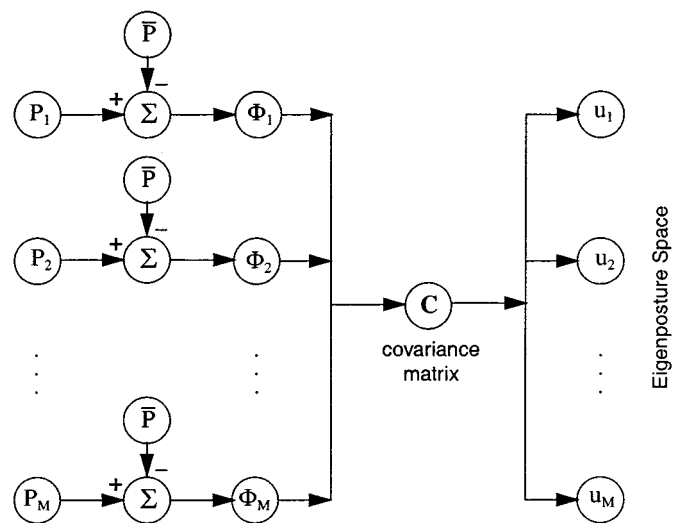 P̅
+ −
P₁ Σ Φ₁ u₁
P̅
+ −
P₂ Σ Φ₂ u₂
C
covariance
matrix
. . .
. . .
. . .
P̅
+ −
P_M Σ Φ_M u_M
Eigenposture Space